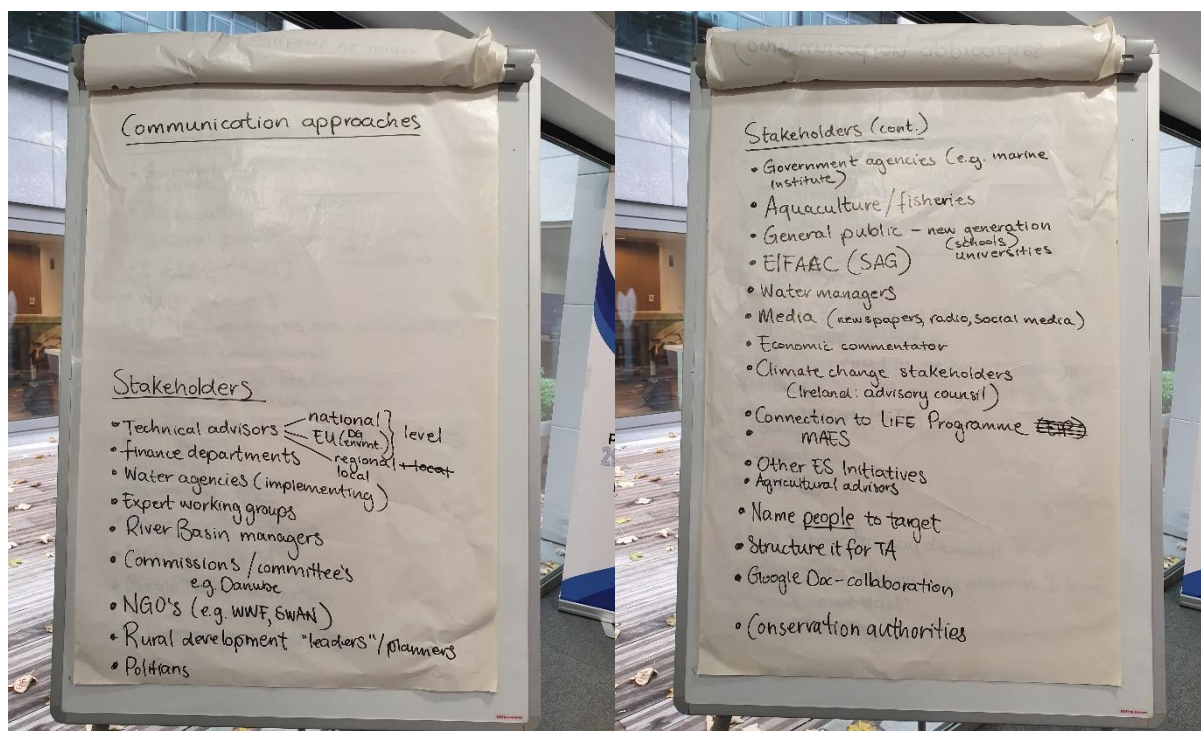 Communication approaches
Stakeholders
• Technical advisors national
EU (DG envmt.) level
regional + local
local
• finance departments
• Water agencies (implementing)
• Expert working groups
• River Basin managers
• Commissions/committee's
e.g. Danube
• NGO's (e.g. WWF, SWAN)
• Rural development "leaders"/planners
• Politians
Communication approaches
Stakeholders (cont.)
• Government agencies (e.g. marine
institute)
• Aquaculture/fisheries
• General public - new generation
(schools)
universities
• EIFAAC (SAG)
• Water managers
• Media (newspapers, radio, social media)
• Economic commentator
• Climate change stakeholders
(Ireland: advisory counsil)
• Connection to LiFE Programme
• MAES
• Other ES Initiatives
• Agricultural advisors
• Name people to target
• Structure it for TA
• Google Doc-collaboration
• Conservation authorities